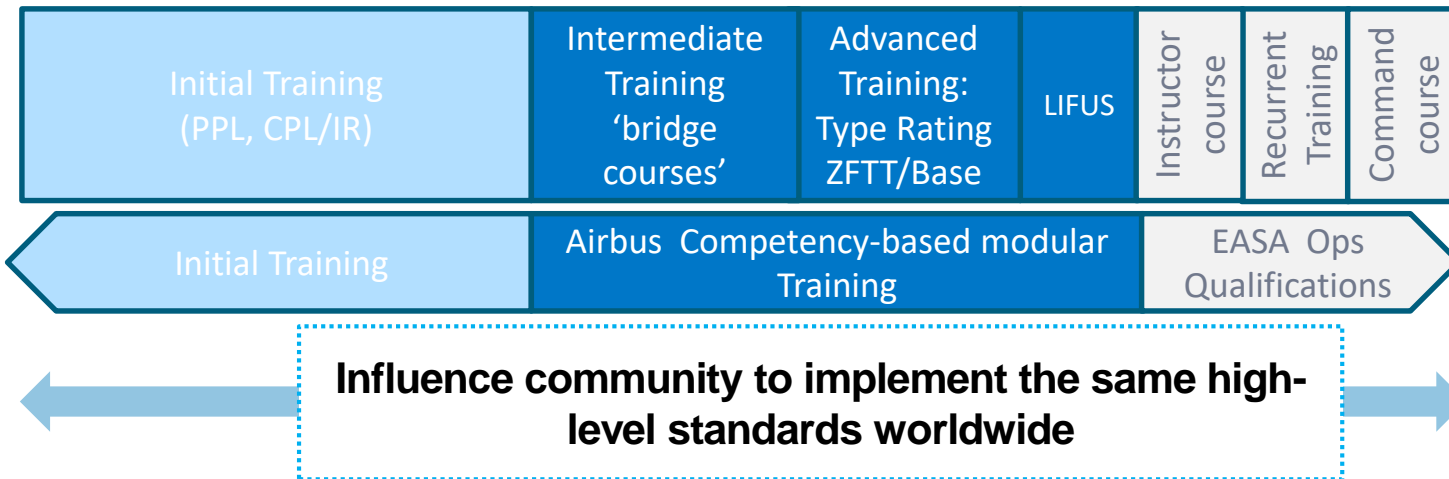 Initial Training
(PPL, CPL/IR)
Intermediate
Training
‘bridge
courses’
Advanced
Training:
Type Rating
ZFTT/Base
LIFUS
Instructor
course
Recurrent
Training
Command
course
Initial Training
Airbus  Competency-based modular
Training
EASA  Ops
Qualifications
Influence community to implement the same high-
level standards worldwide